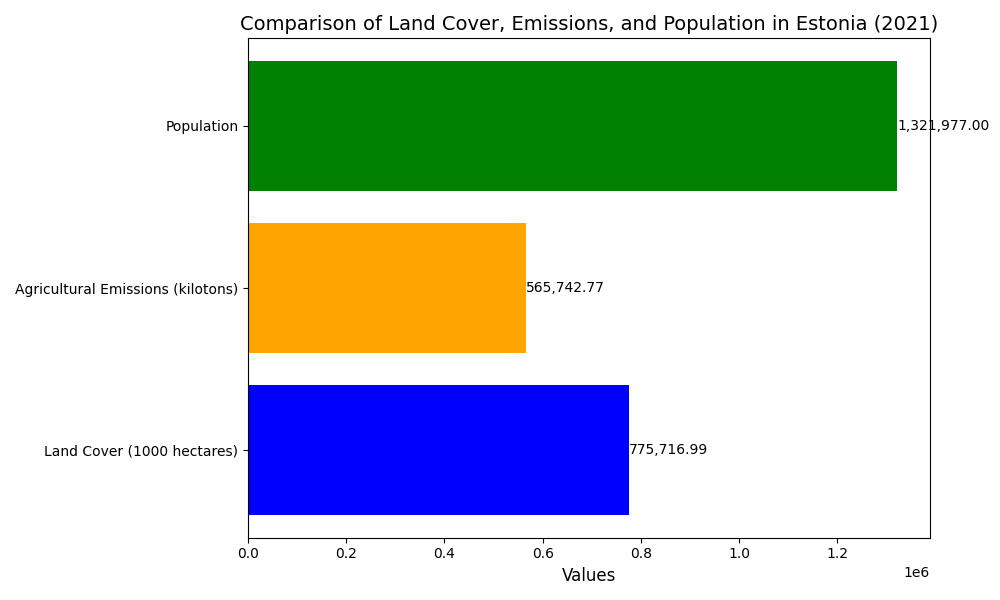 Comparison of Land Cover, Emissions, and Population in Estonia (2021)
Population
1,321,977.00
Agricultural Emissions (kilotons)
565,742.77
Land Cover (1000 hectares)
775,716.99
0.0 0.2 0.4 0.6 0.8 1.0 1.2
1e6
Values